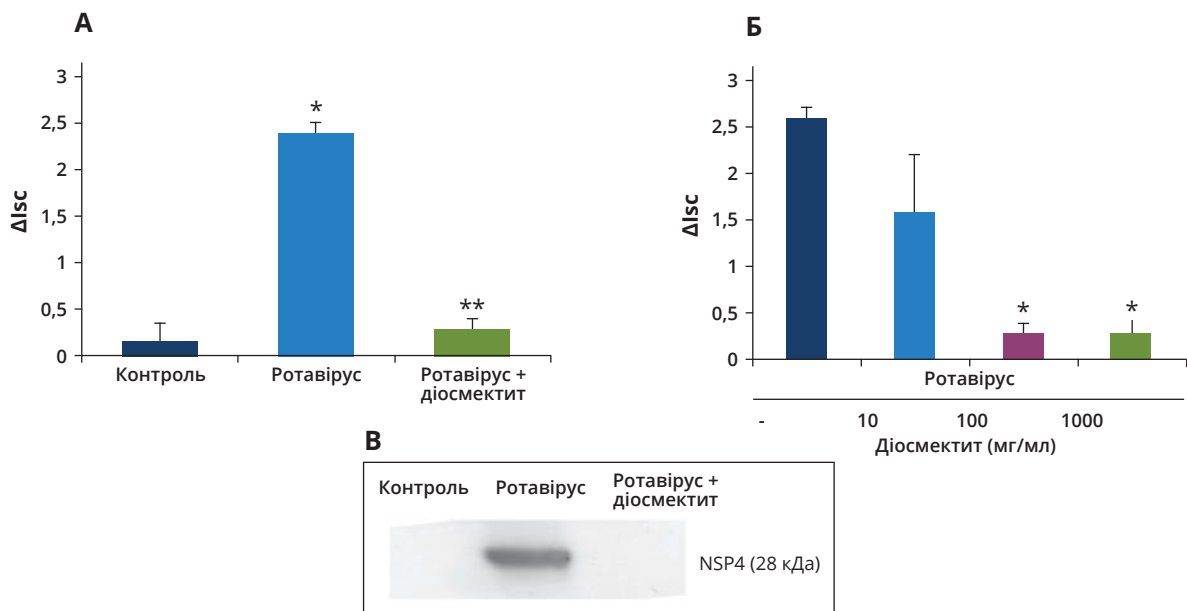 А
3
2,5
2
1,5
1
0,5
0
ΔIsc
*
**
Контроль
Ротавірус
Ротавірус +
діосмектит
Б
3
2,5
2
1,5
1
0,5
0
ΔIsc
*
*
Ротавірус
- 10 100 1000
Діосмектит (мг/мл)
В
Контроль Ротавірус Ротавірус +
діосмектит
NSP4 (28 кДа)